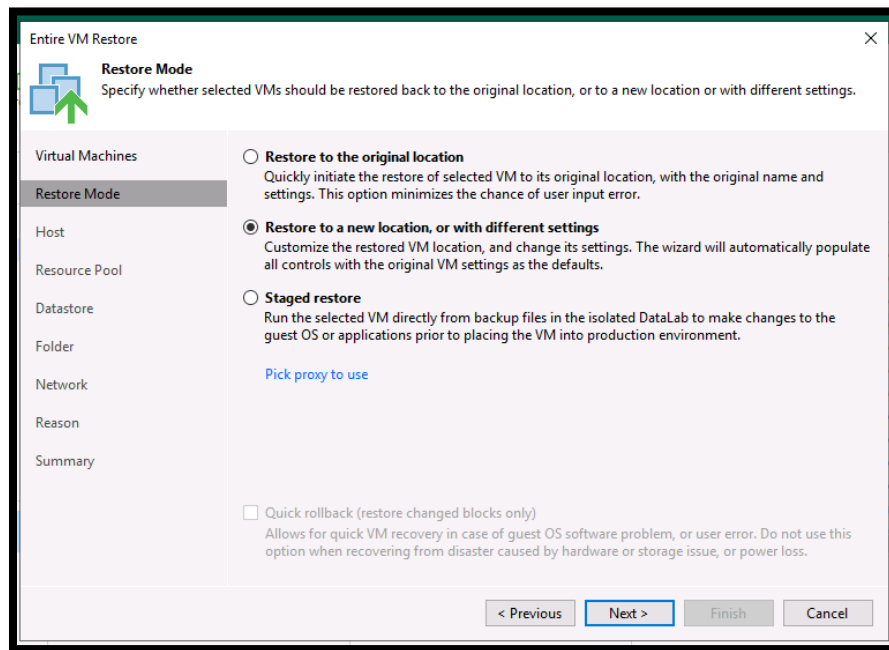 Entire VM Restore
Restore Mode
Specify whether selected VMs should be restored back to the original location, or to a new location or with different settings.
Virtual Machines
Restore Mode
Host
Resource Pool
Datastore
Folder
Network
Reason
Summary
Restore to the original location
Quickly initiate the restore of selected VM to its original location, with the original name and
settings. This option minimizes the chance of user input error.
Restore to a new location, or with different settings
Customize the restored VM location, and change its settings. The wizard will automatically populate
all controls with the original VM settings as the defaults.
Staged restore
Run the selected VM directly from backup files in the isolated DataLab to make changes to the
guest OS or applications prior to placing the VM into production environment.
Pick proxy to use
Quick rollback (restore changed blocks only)
Allows for quick VM recovery in case of guest OS software problem, or user error. Do not use this
option when recovering from disaster caused by hardware or storage issue, or power loss.
< Previous
Next >
Finish
Cancel